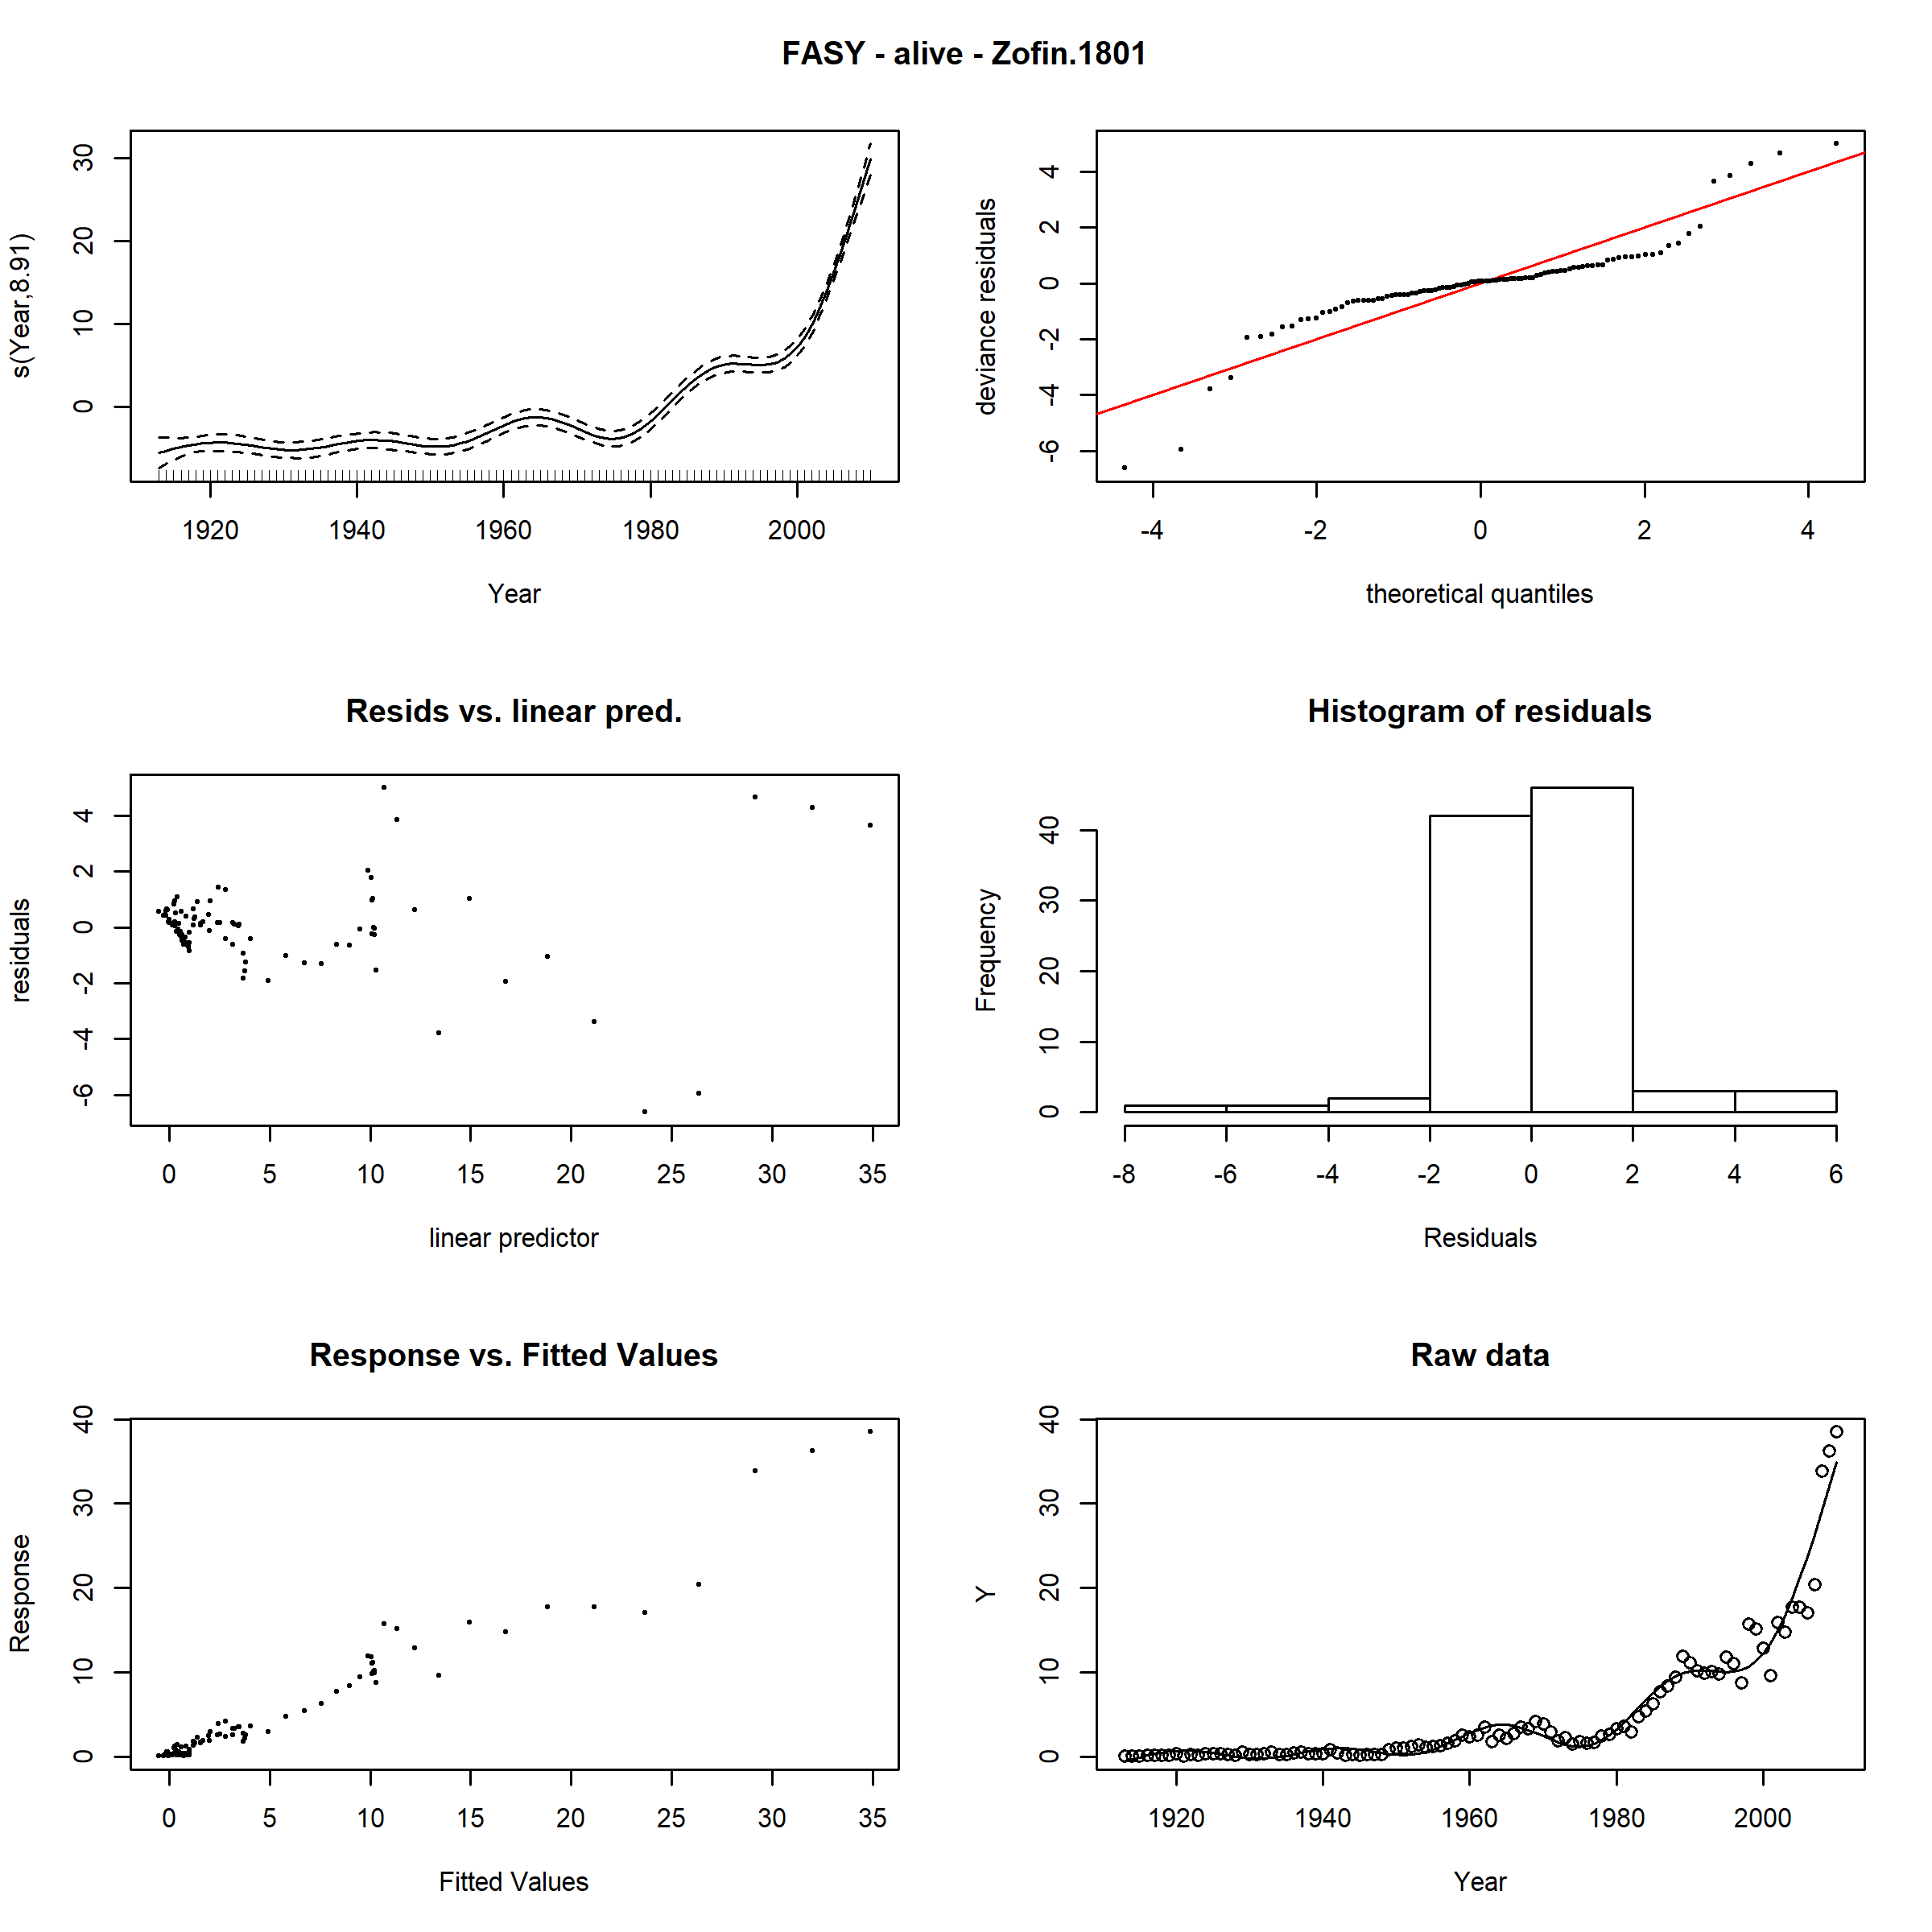 FASY - alive - Zofin.1801
s(Year,8.91)
30
20
10
0
1920 1940 1960 1980 2000
Year
deviance residuals
4
2
0
-2
-4
-6
-4 -2 0 2 4
theoretical quantiles
Resids vs. linear pred.
residuals
4
2
0
-2
-4
-6
0 5 10 15 20 25 30 35
linear predictor
Histogram of residuals
Frequency
40
30
20
10
0
-8 -6 -4 -2 0 2 4 6
Residuals
Response vs. Fitted Values
Response
40
30
20
10
0
0 5 10 15 20 25 30 35
Fitted Values
Raw data
Y
40
30
20
10
0
1920 1940 1960 1980 2000
Year